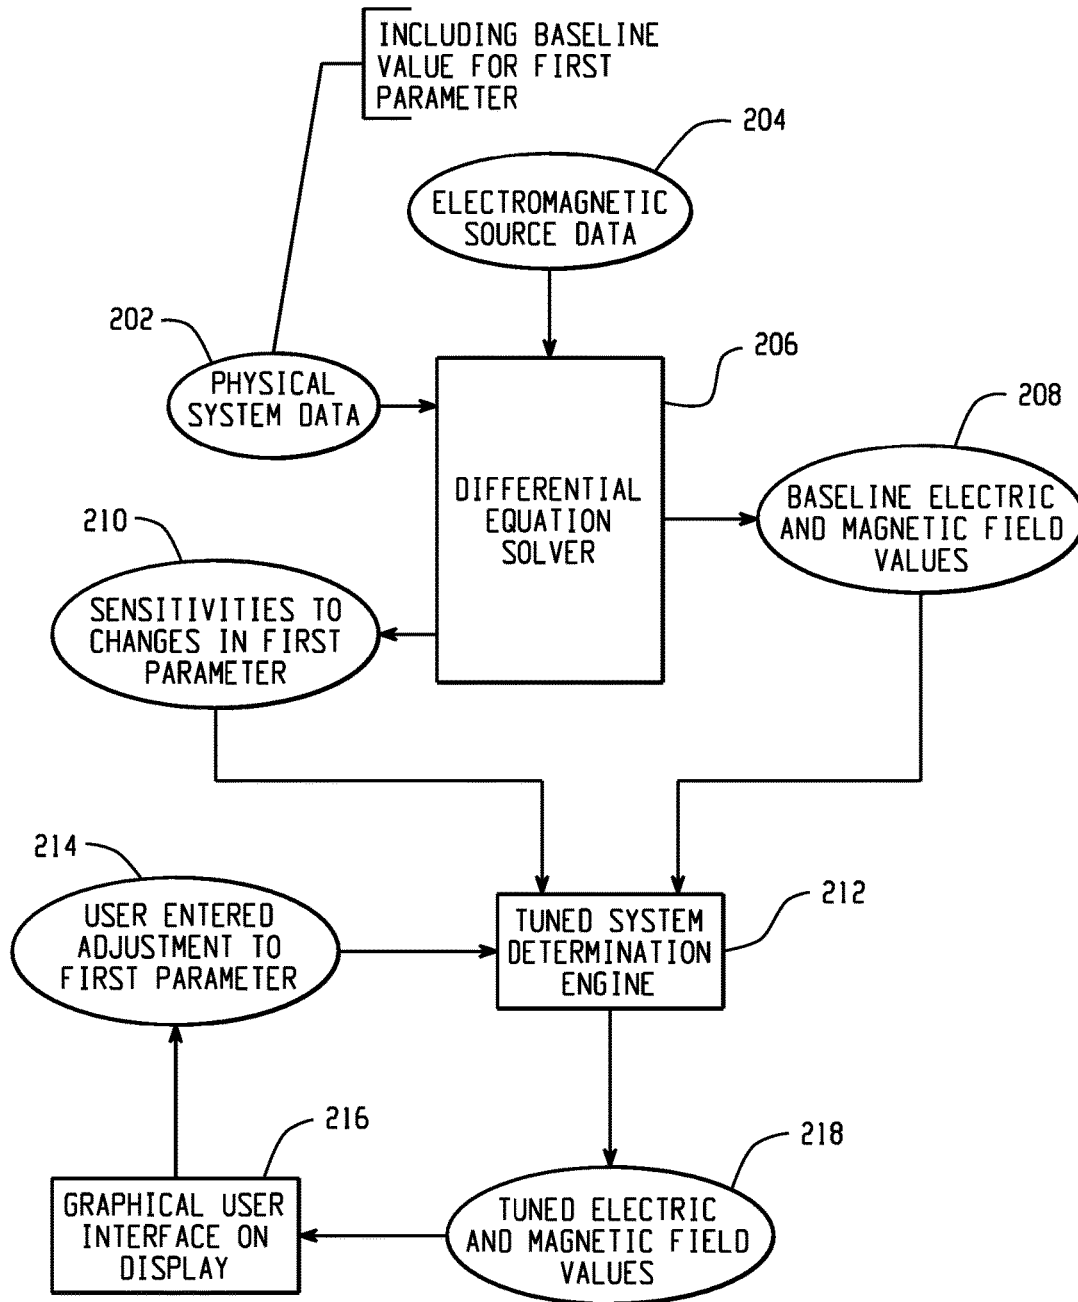 INCLUDING BASELINE
VALUE FOR FIRST
PARAMETER
204
ELECTROMAGNETIC
SOURCE DATA
202
PHYSICAL
SYSTEM DATA
206
DIFFERENTIAL
EQUATION
SOLVER
208
BASELINE ELECTRIC
AND MAGNETIC FIELD
VALUES
210
SENSITIVITIES TO
CHANGES IN FIRST
PARAMETER
214
USER ENTERED
ADJUSTMENT TO
FIRST PARAMETER
212
TUNED SYSTEM
DETERMINATION
ENGINE
216
GRAPHICAL USER
INTERFACE ON
DISPLAY
218
TUNED ELECTRIC
AND MAGNETIC FIELD
VALUES